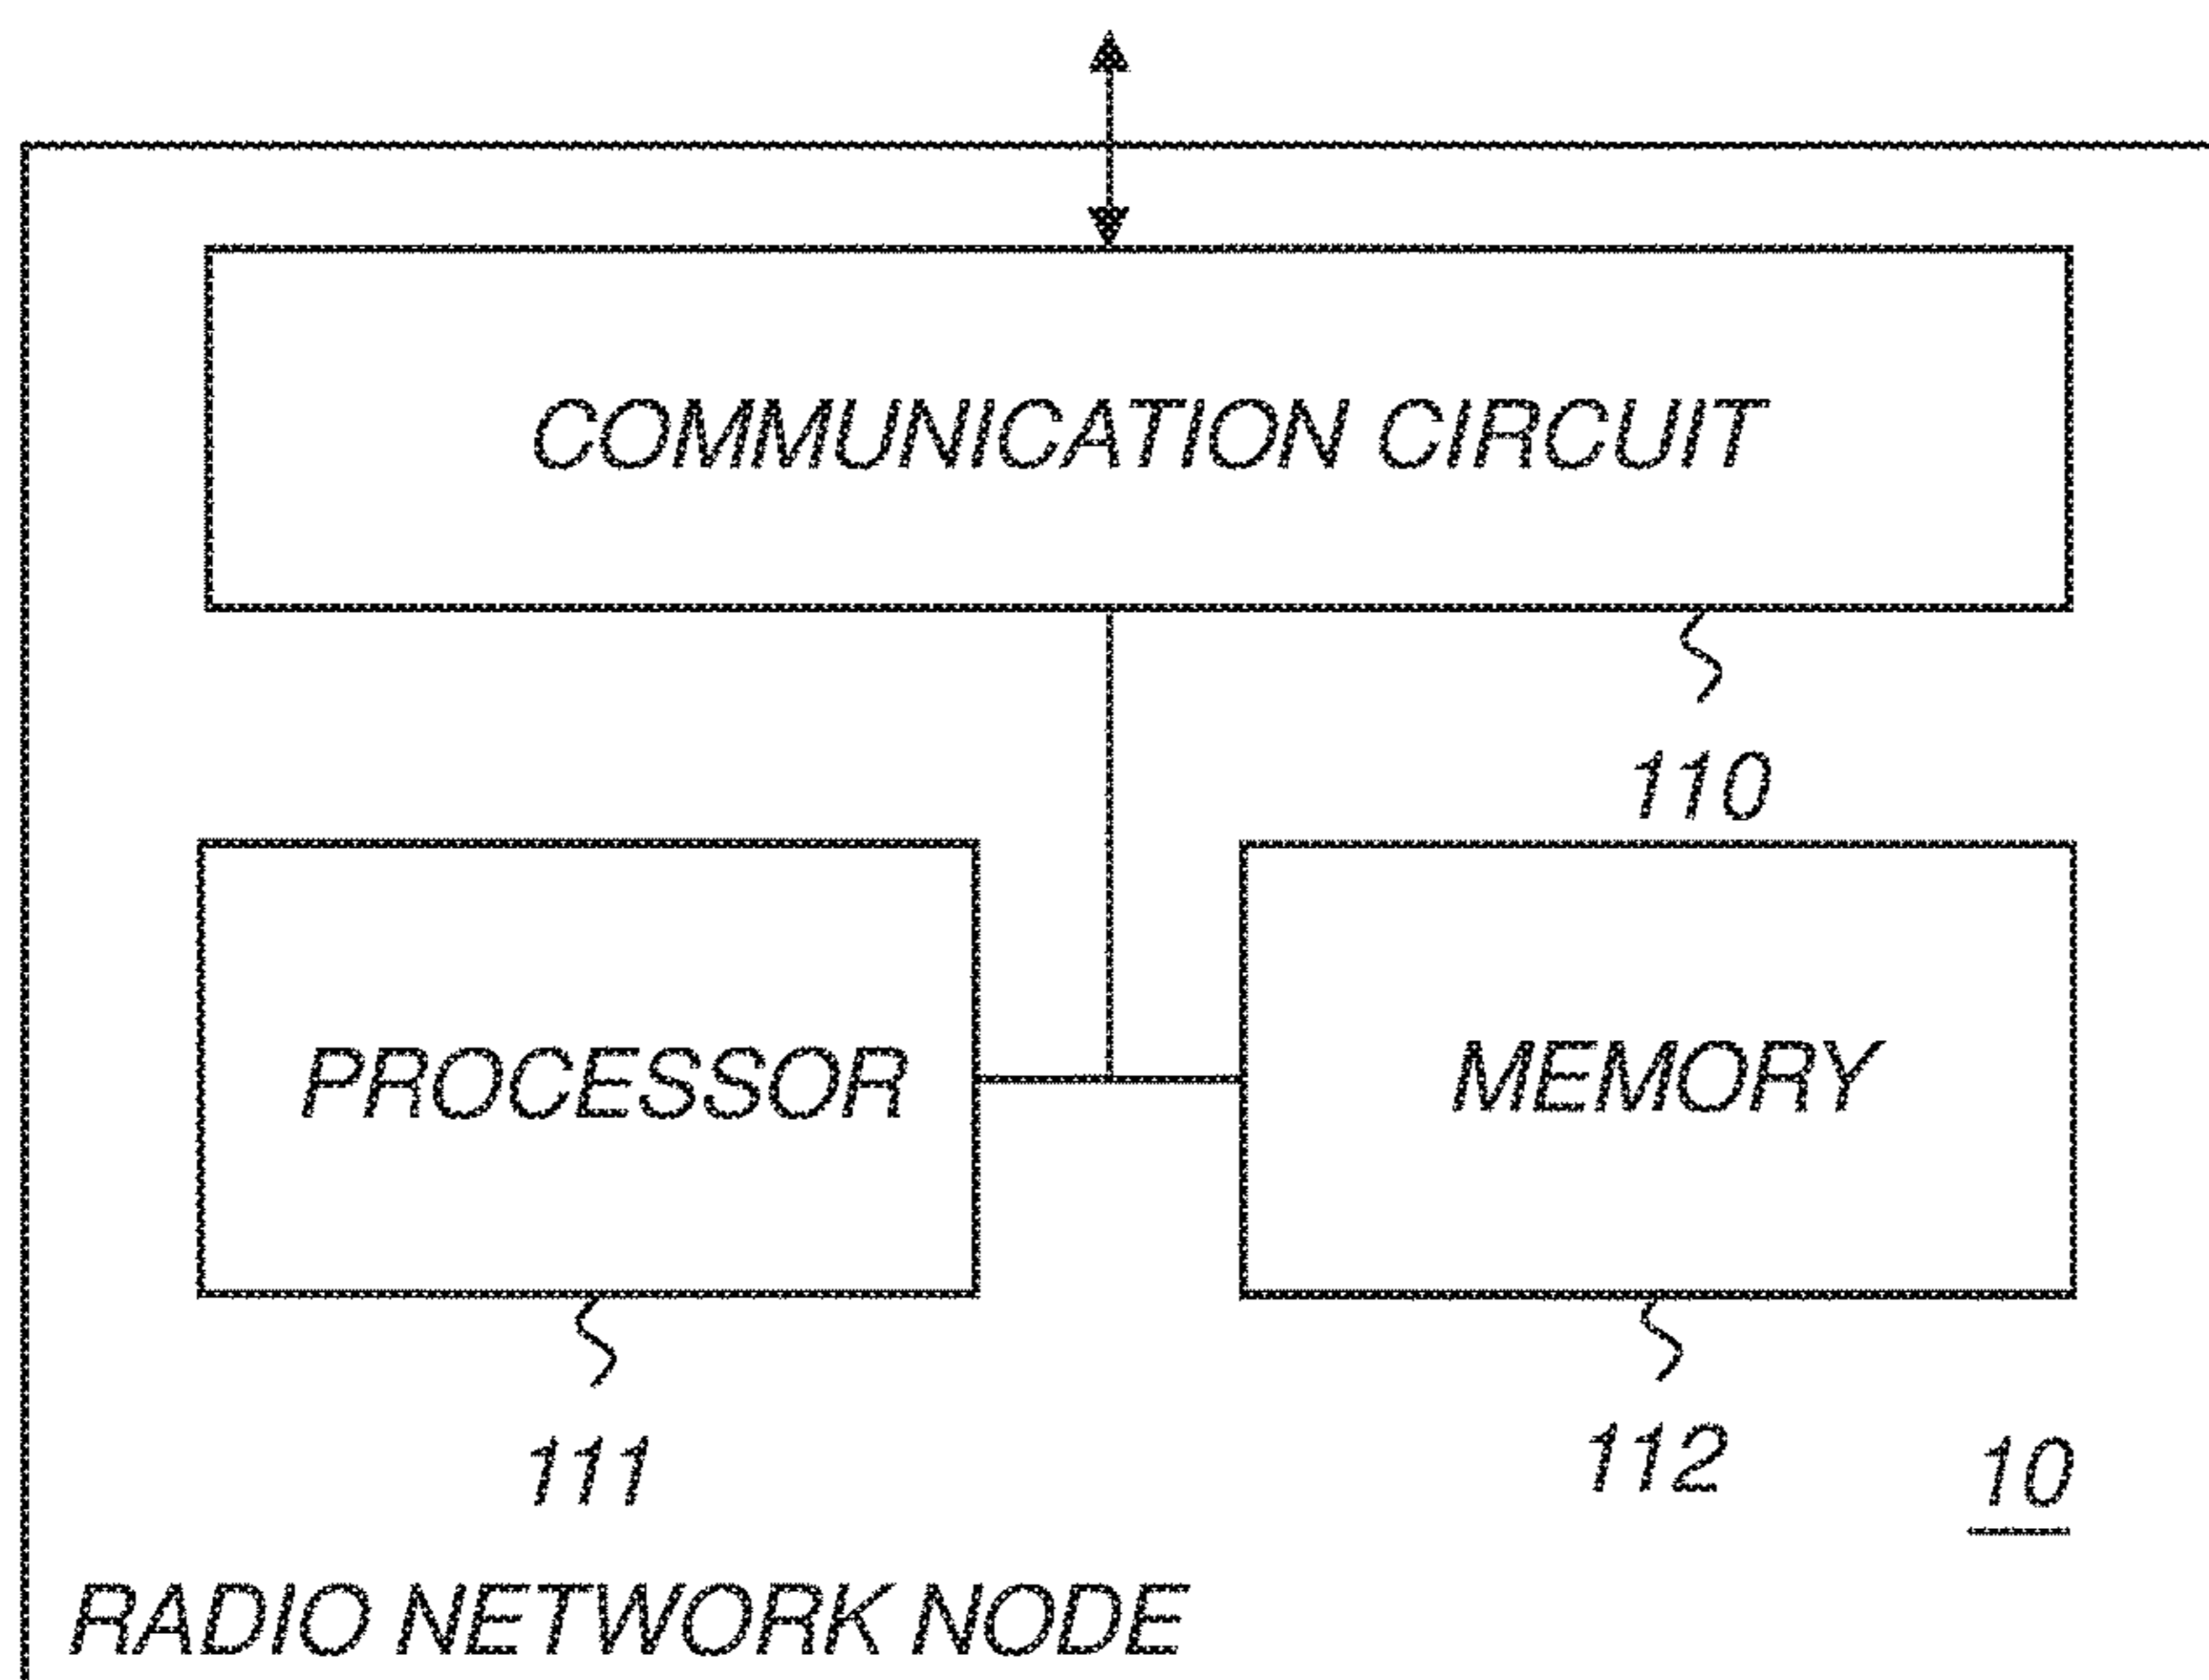 COMMUNICATION CIRCUIT
110
PROCESSOR
MEMORY
111
112
10
RADIO NETWORK NODE